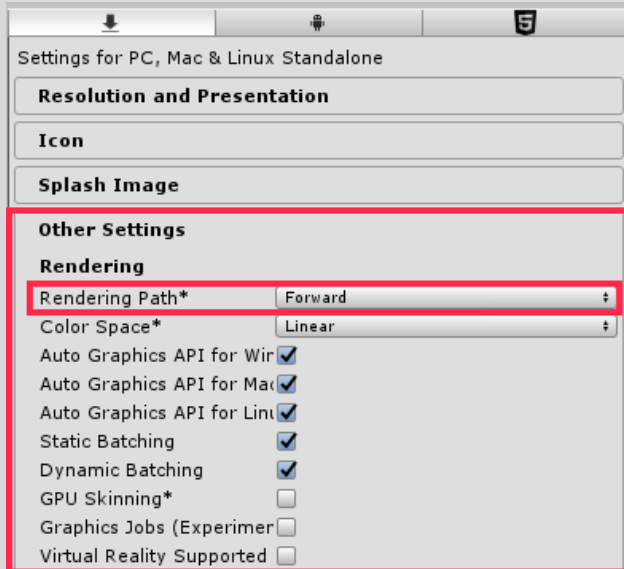 Settings for PC, Mac & Linux Standalone
Resolution and Presentation
Icon
Splash Image
Other Settings
Rendering
Rendering Path* Forward
Color Space* Linear
Auto Graphics API for Win
Auto Graphics API for Mac
Auto Graphics API for Linu
Static Batching
Dynamic Batching
GPU Skinning*
Graphics Jobs (Experimen
Virtual Reality Supported